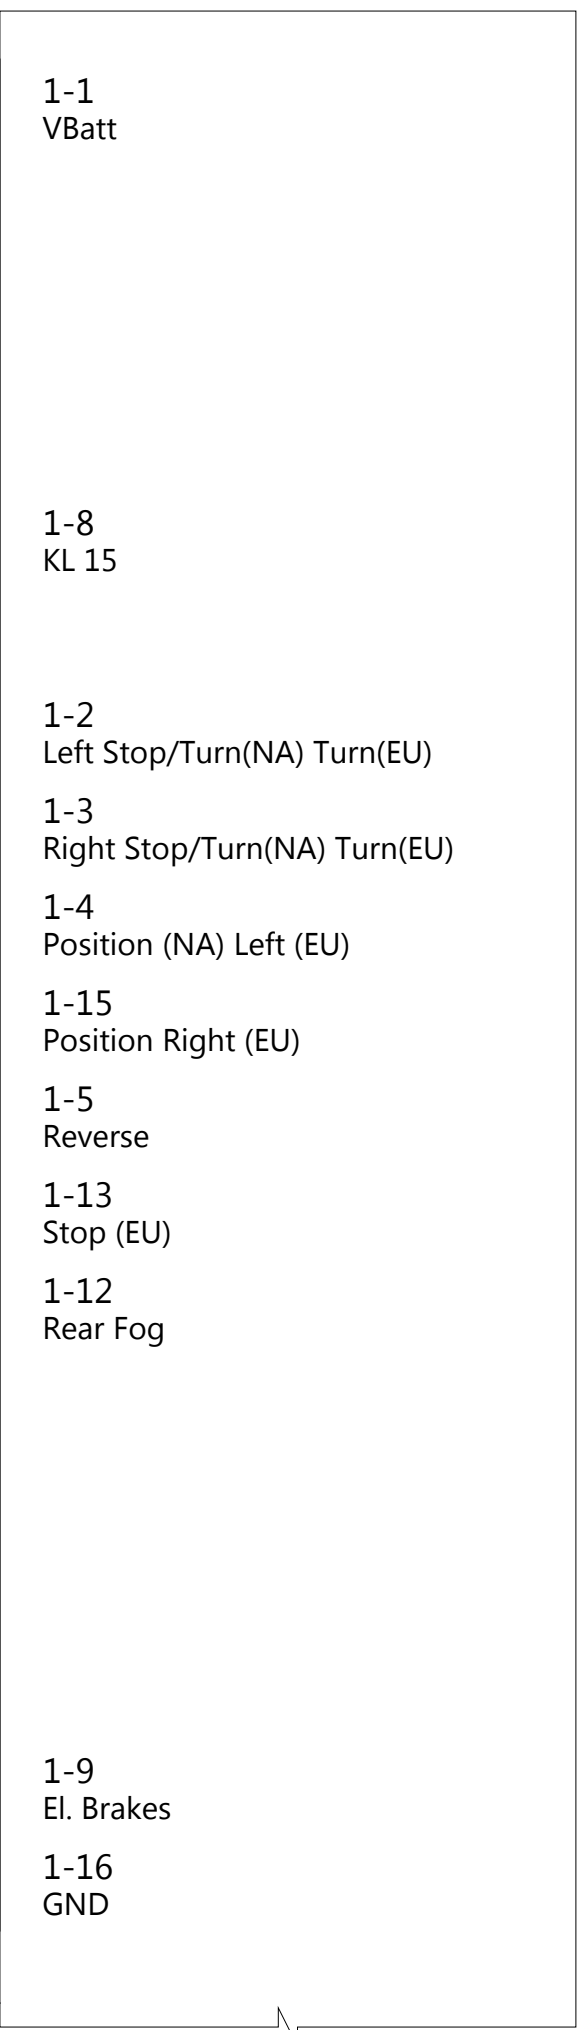 1-1
VBatt
1-8
KL 15
1-2
Left Stop/Turn(NA) Turn(EU)
1-3
Right Stop/Turn(NA) Turn(EU)
1-4
Position (NA) Left (EU)
1-15
Position Right (EU)
1-5
Reverse
1-13
Stop (EU)
1-12
Rear Fog
1-9
El. Brakes
1-16
GND